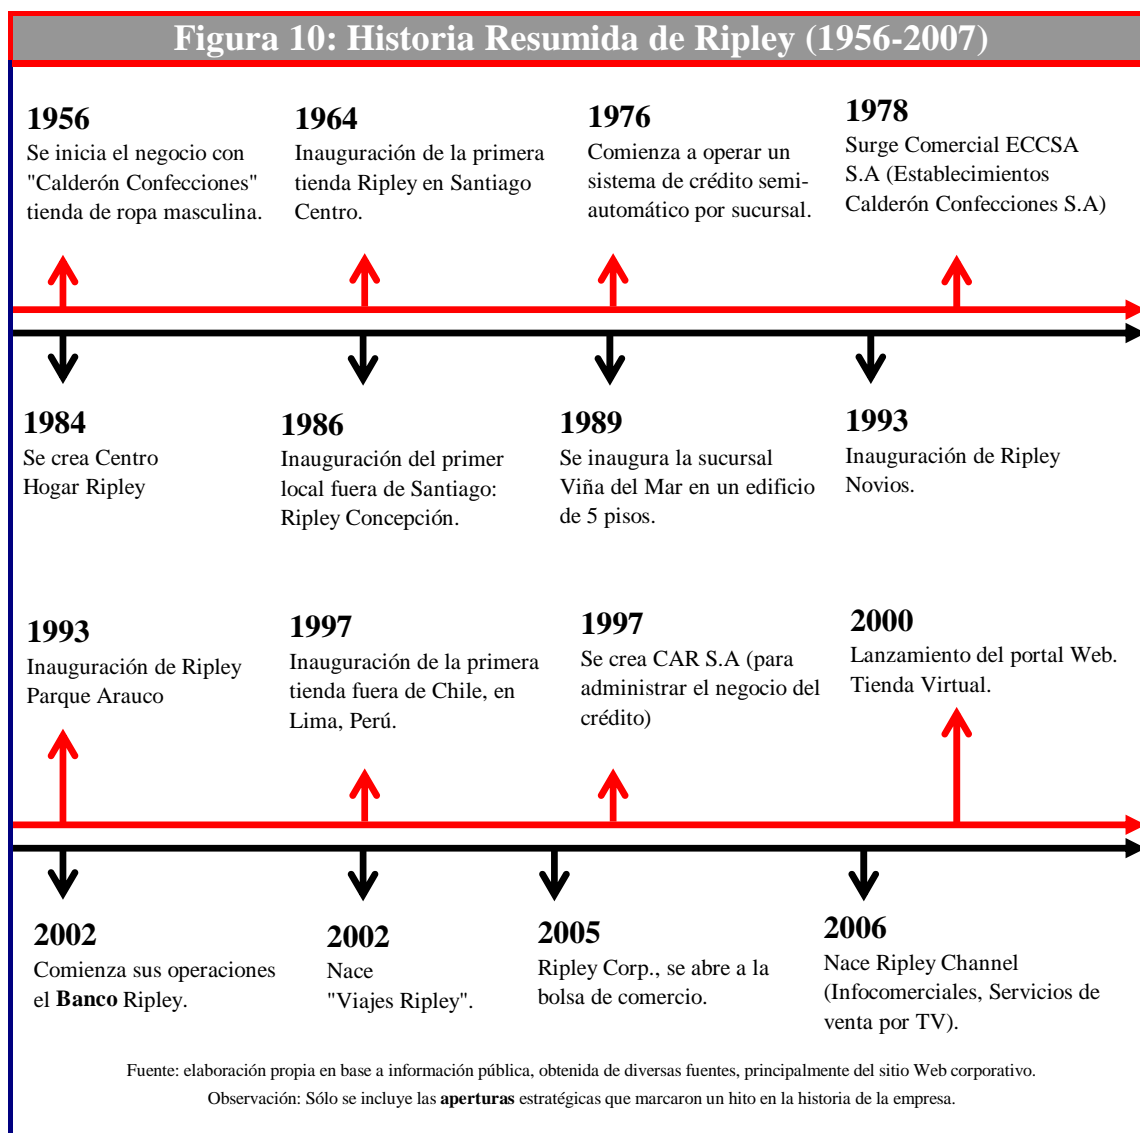 Figura 10: Historia Resumida de Ripley (1956-2007)
1956
Se inicia el negocio con
"Calderón Confecciones"
tienda de ropa masculina.
1964
Inauguración de la primera
tienda Ripley en Santiago
Centro.
1976
Comienza a operar un
sistema de crédito semi-
automático por sucursal.
1978
Surge Comercial ECCSA
S.A (Establecimientos
Calderón Confecciones S.A)
1984
Se crea Centro
Hogar Ripley
1986
Inauguración del primer
local fuera de Santiago:
Ripley Concepción.
1989
Se inaugura la sucursal
Viña del Mar en un edificio
de 5 pisos.
1993
Inauguración de Ripley
Novios.
1993
Inauguración de Ripley
Parque Arauco
1997
Inauguración de la primera
tienda fuera de Chile, en
Lima, Perú.
1997
Se crea CAR S.A (para
administrar el negocio del
crédito)
2000
Lanzamiento del portal Web.
Tienda Virtual.
2002
Comienza sus operaciones
el Banco Ripley.
2002
Nace
"Viajes Ripley".
2005
Ripley Corp., se abre a la
bolsa de comercio.
2006
Nace Ripley Channel
(Infocomerciales, Servicios de
venta por TV).
Fuente: elaboración propia en base a información pública, obtenida de diversas fuentes, principalmente del sitio Web corporativo.
Observación: Sólo se incluye las aperturas estratégicas que marcaron un hito en la historia de la empresa.